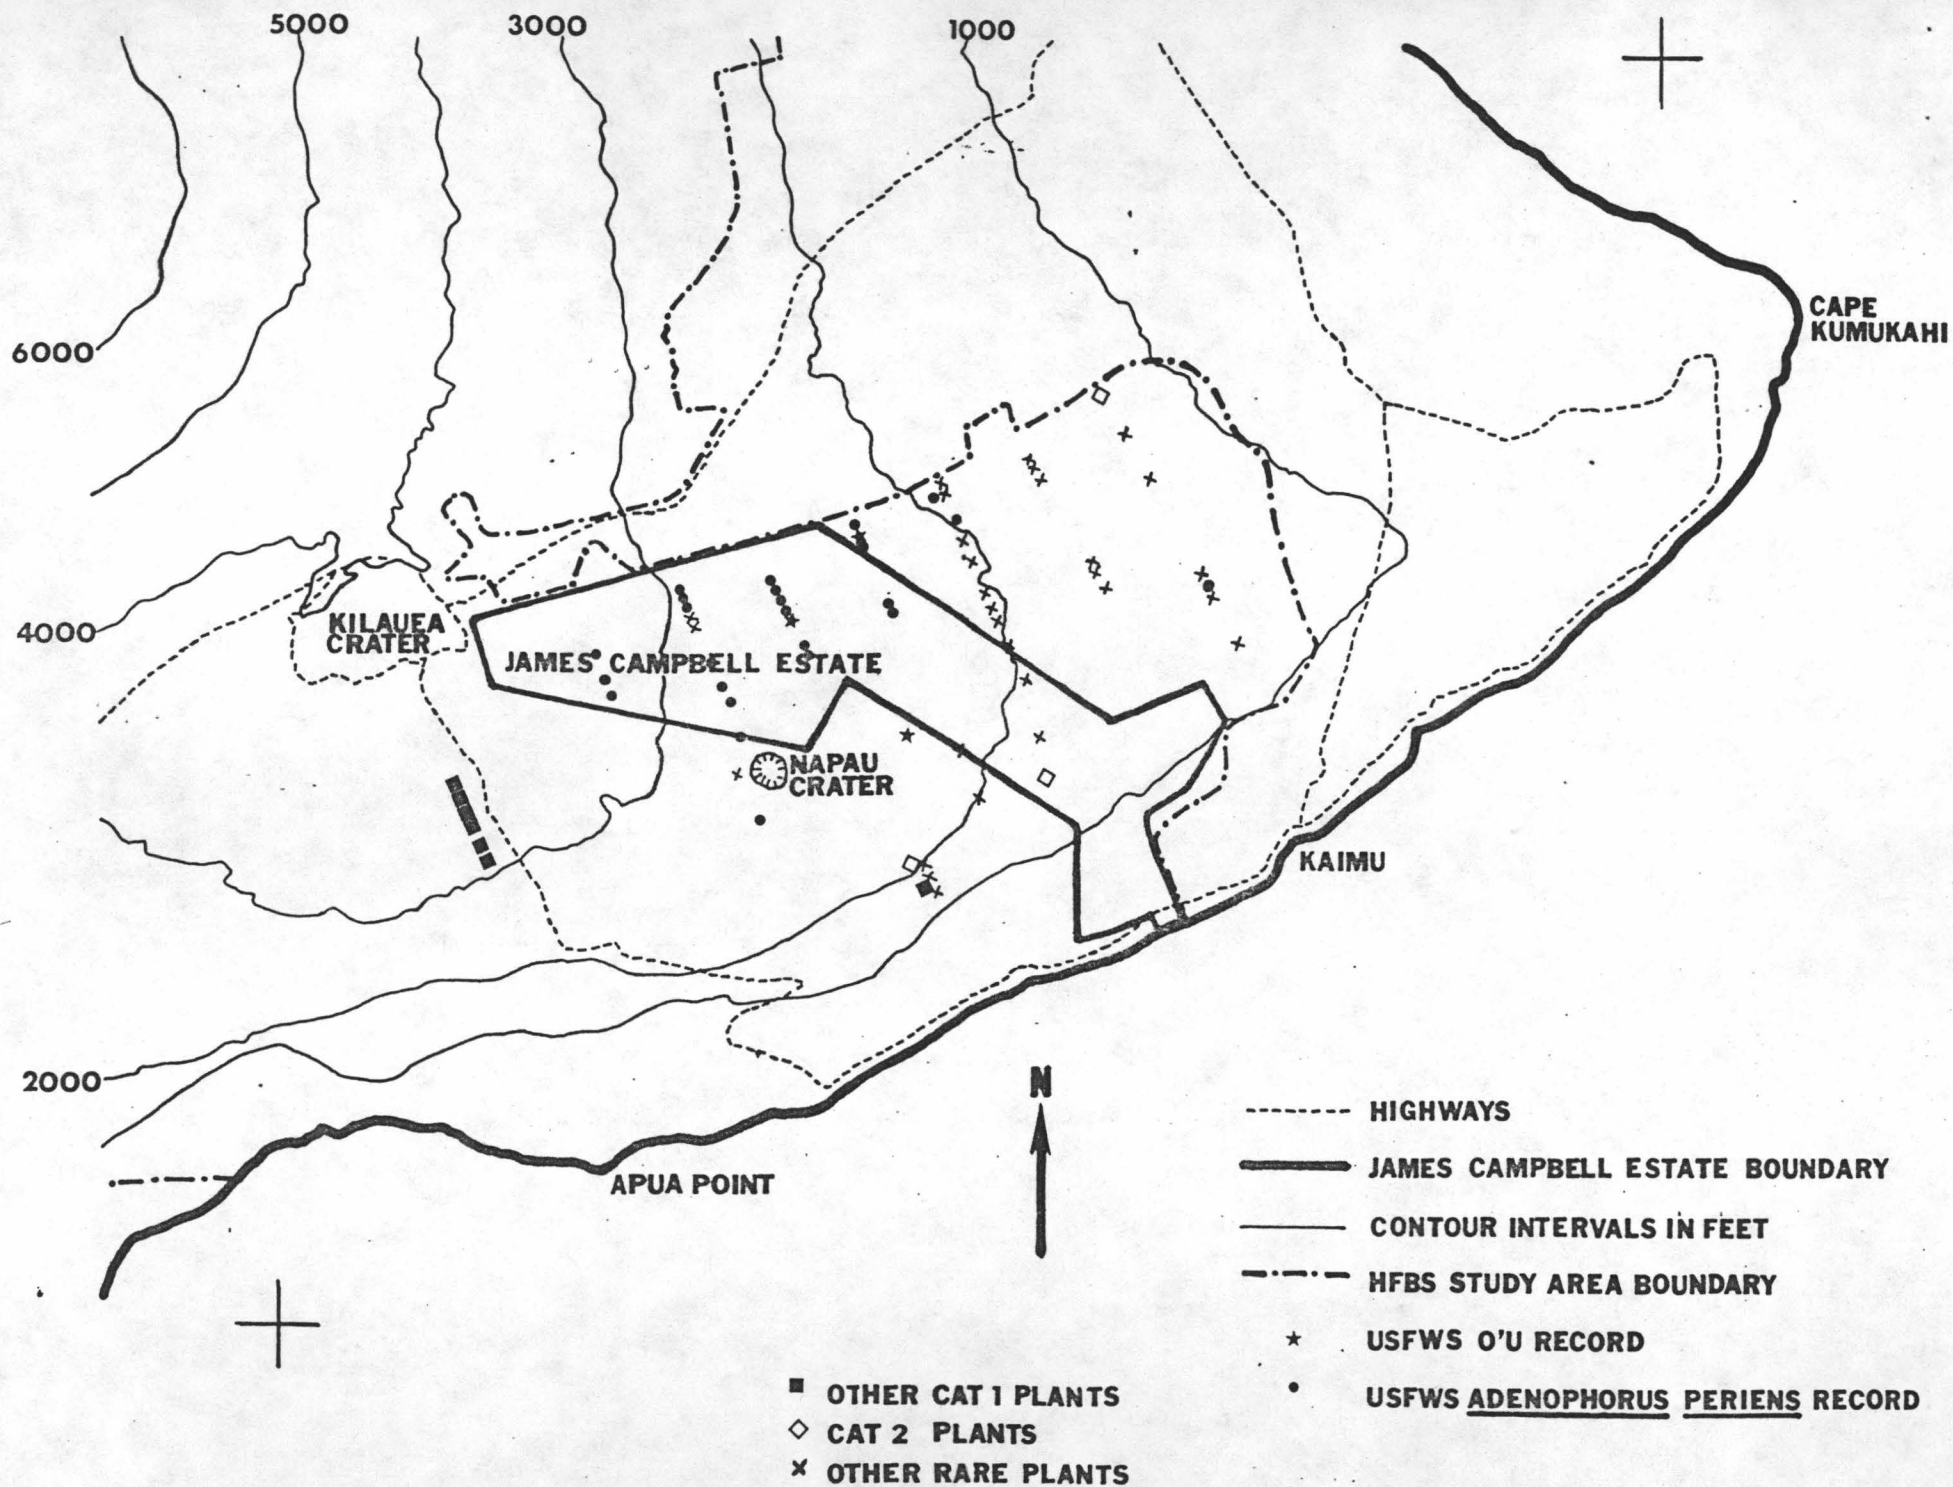 5000
3000
1000
CAPE
KUMUKAHI
6000
4000
KILAUEA
CRATER
JAMES CAMPBELL ESTATE
NAPAU
CRATER
KAIMU
2000
N
APUA POINT
HIGHWAYS
JAMES CAMPBELL ESTATE BOUNDARY
CONTOUR INTERVALS IN FEET
HFBS STUDY AREA BOUNDARY
USFWS O'U RECORD
USFWS ADENOPHORUS PERIENS RECORD
OTHER CAT 1 PLANTS
CAT 2 PLANTS
OTHER RARE PLANTS